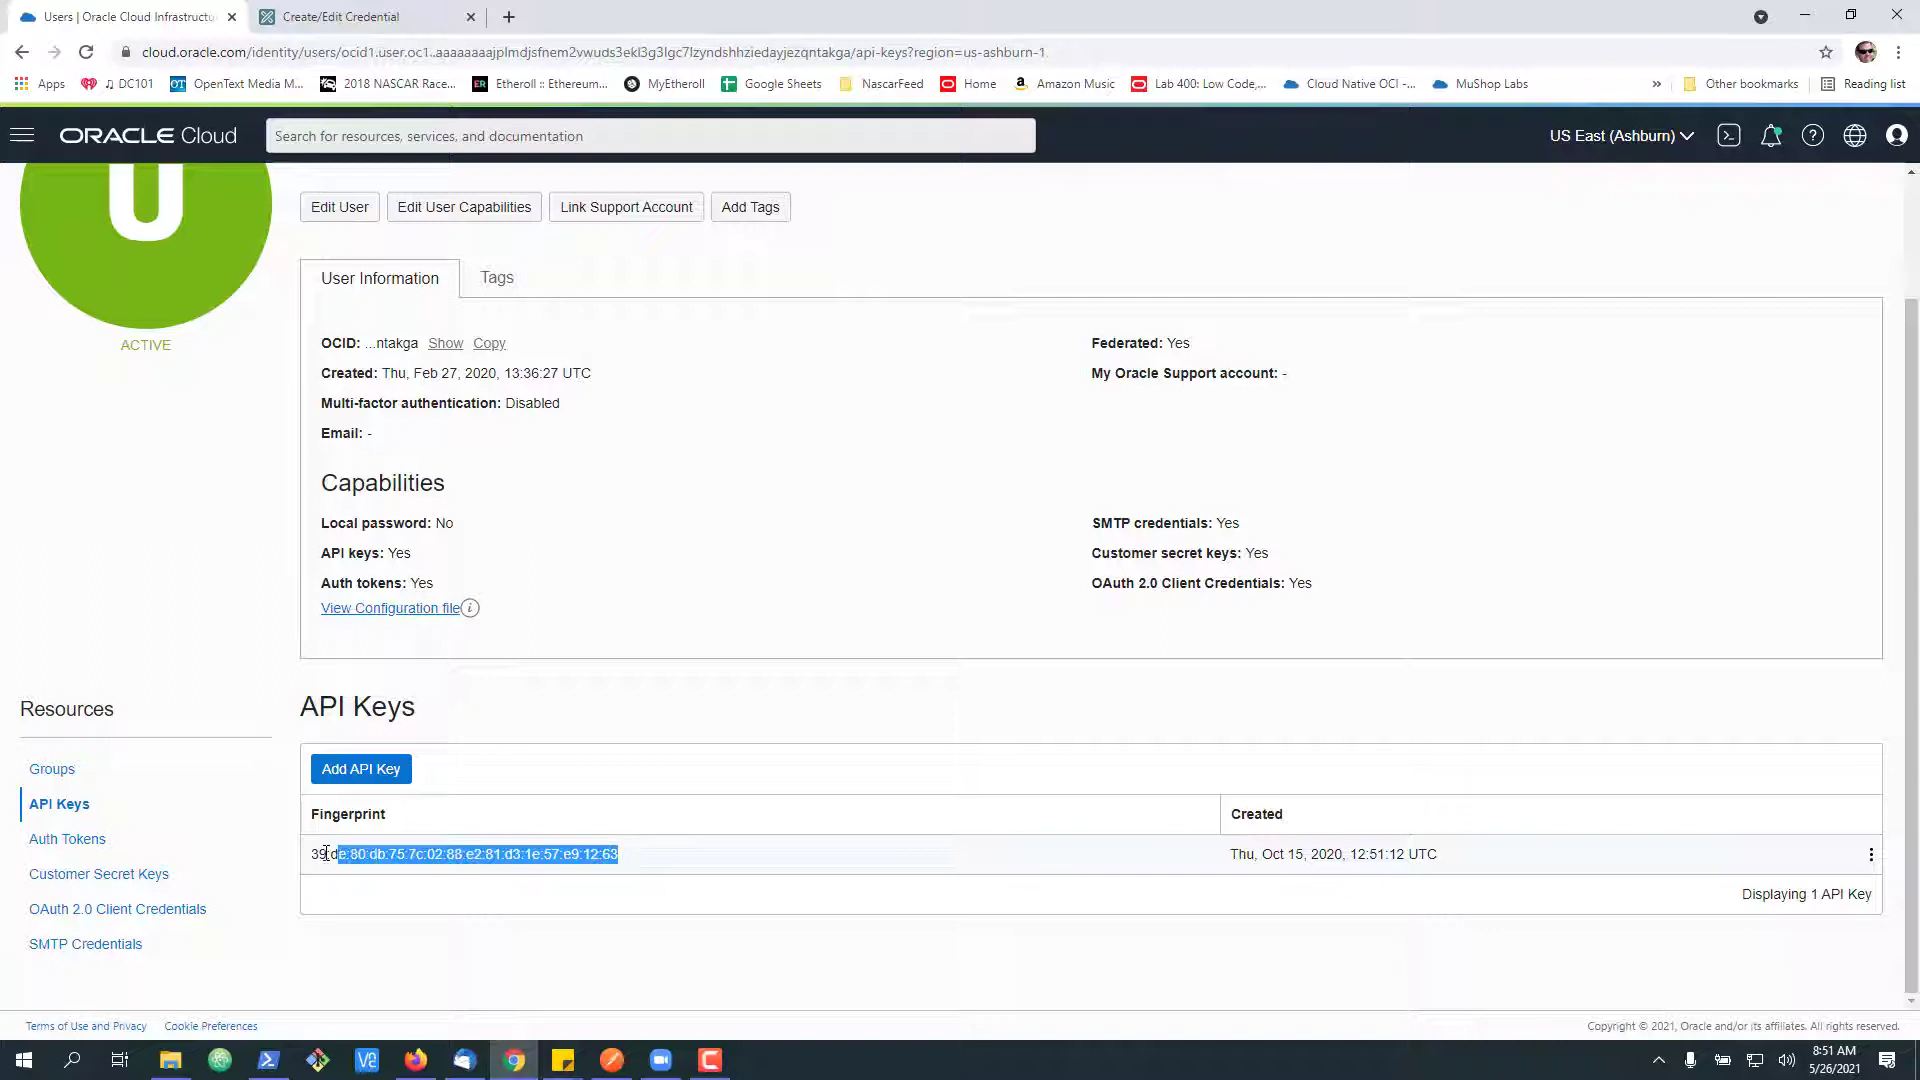 Users | Oracle Cloud Infrastructu
Create/Edit Credential
cloud.oracle.com/identity/users/ocid1.user.oc1..aaaaaaaajplmdjsfnem2vwuds3ekl3g3lgc7lzyndshhziedayjezqntakga/api-keys?region=us-ashburn-1
Apps
♫ DC101
OpenText Media M...
2018 NASCAR Race...
Etheroll :: Ethereum...
MyEtheroll
Google Sheets
NascarFeed
Home
Amazon Music
Lab 400: Low Code,...
Cloud Native OCI -...
MuShop Labs
»
Other bookmarks
Reading list
ORACLE Cloud
Search for resources, services, and documentation
US East (Ashburn)
U
ACTIVE
Edit User
Edit User Capabilities
Link Support Account
Add Tags
User Information
Tags
OCID: ...ntakga Show Copy
Federated: Yes
Created: Thu, Feb 27, 2020, 13:36:27 UTC
My Oracle Support account: -
Multi-factor authentication: Disabled
Email: -
Capabilities
Local password: No
SMTP credentials: Yes
API keys: Yes
Customer secret keys: Yes
Auth tokens: Yes
OAuth 2.0 Client Credentials: Yes
View Configuration file
Resources
Groups
API Keys
Auth Tokens
Customer Secret Keys
OAuth 2.0 Client Credentials
SMTP Credentials
API Keys
Add API Key
Fingerprint
Created
39:de:80:db:75:7c:02:88:e2:81:d3:1e:57:e9:12:63
Thu, Oct 15, 2020, 12:51:12 UTC
Displaying 1 API Key
Terms of Use and Privacy
Cookie Preferences
Copyright © 2021, Oracle and/or its affiliates. All rights reserved.
8:51 AM
5/26/2021